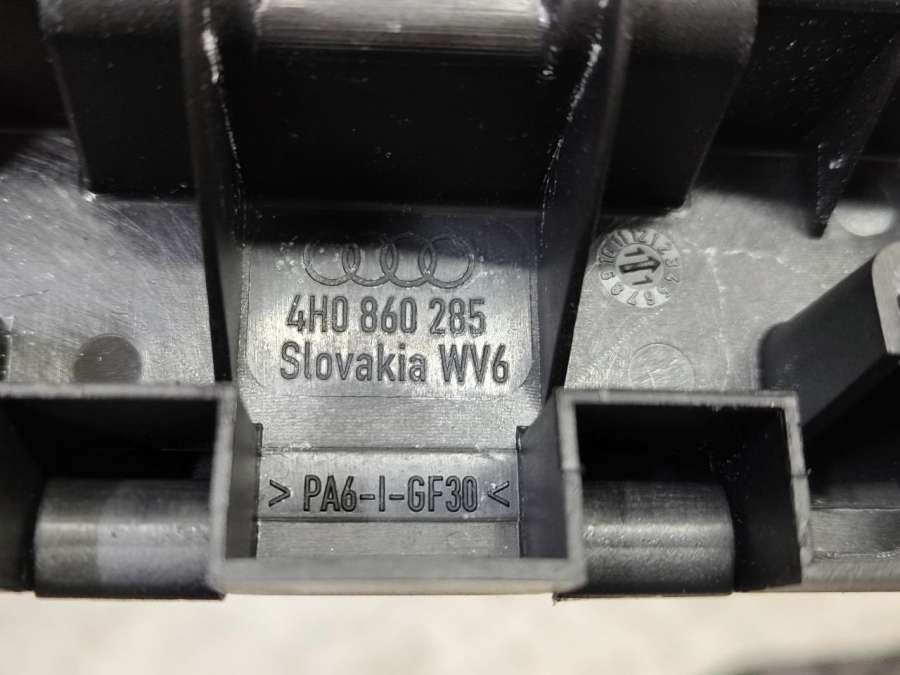 4H0 860 285
Slovakia WV6
> PA6-I-GF30 <